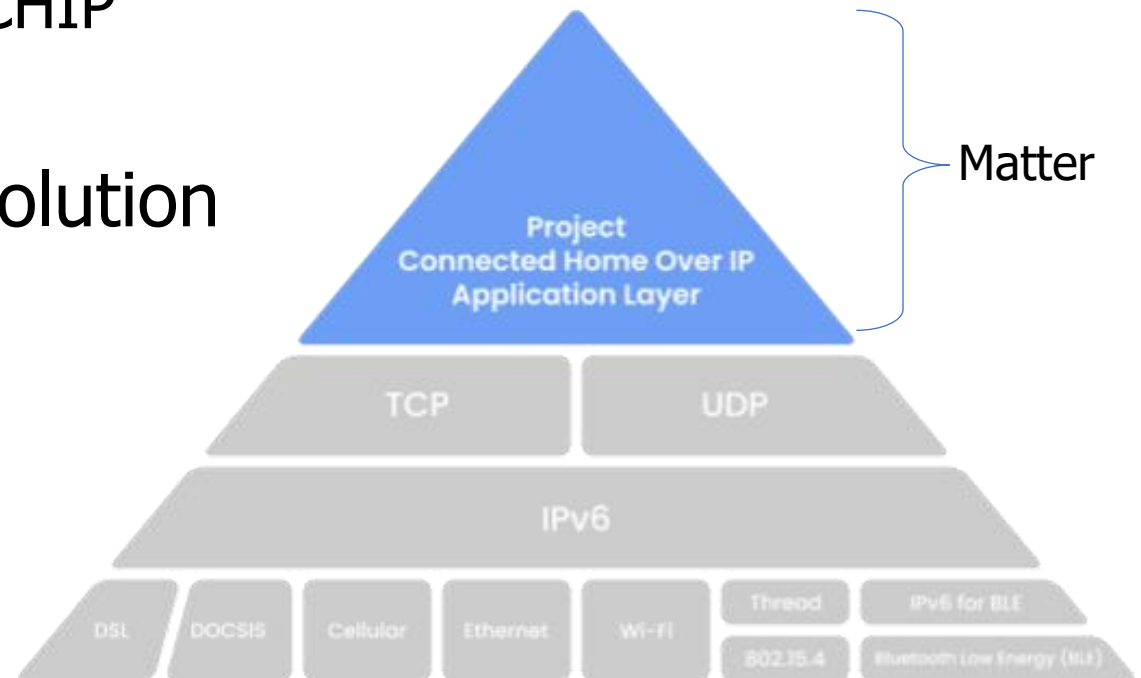 CHIP
olution
Matter
Project
Connected Home Over IP
Application Layer
TCP
UDP
IPv6
DSL
DOCSIS
Cellular
Ethernet
Wi-Fi
Thread
IPv6 for BLE
802.15.4
Bluetooth Low Energy (BLE)